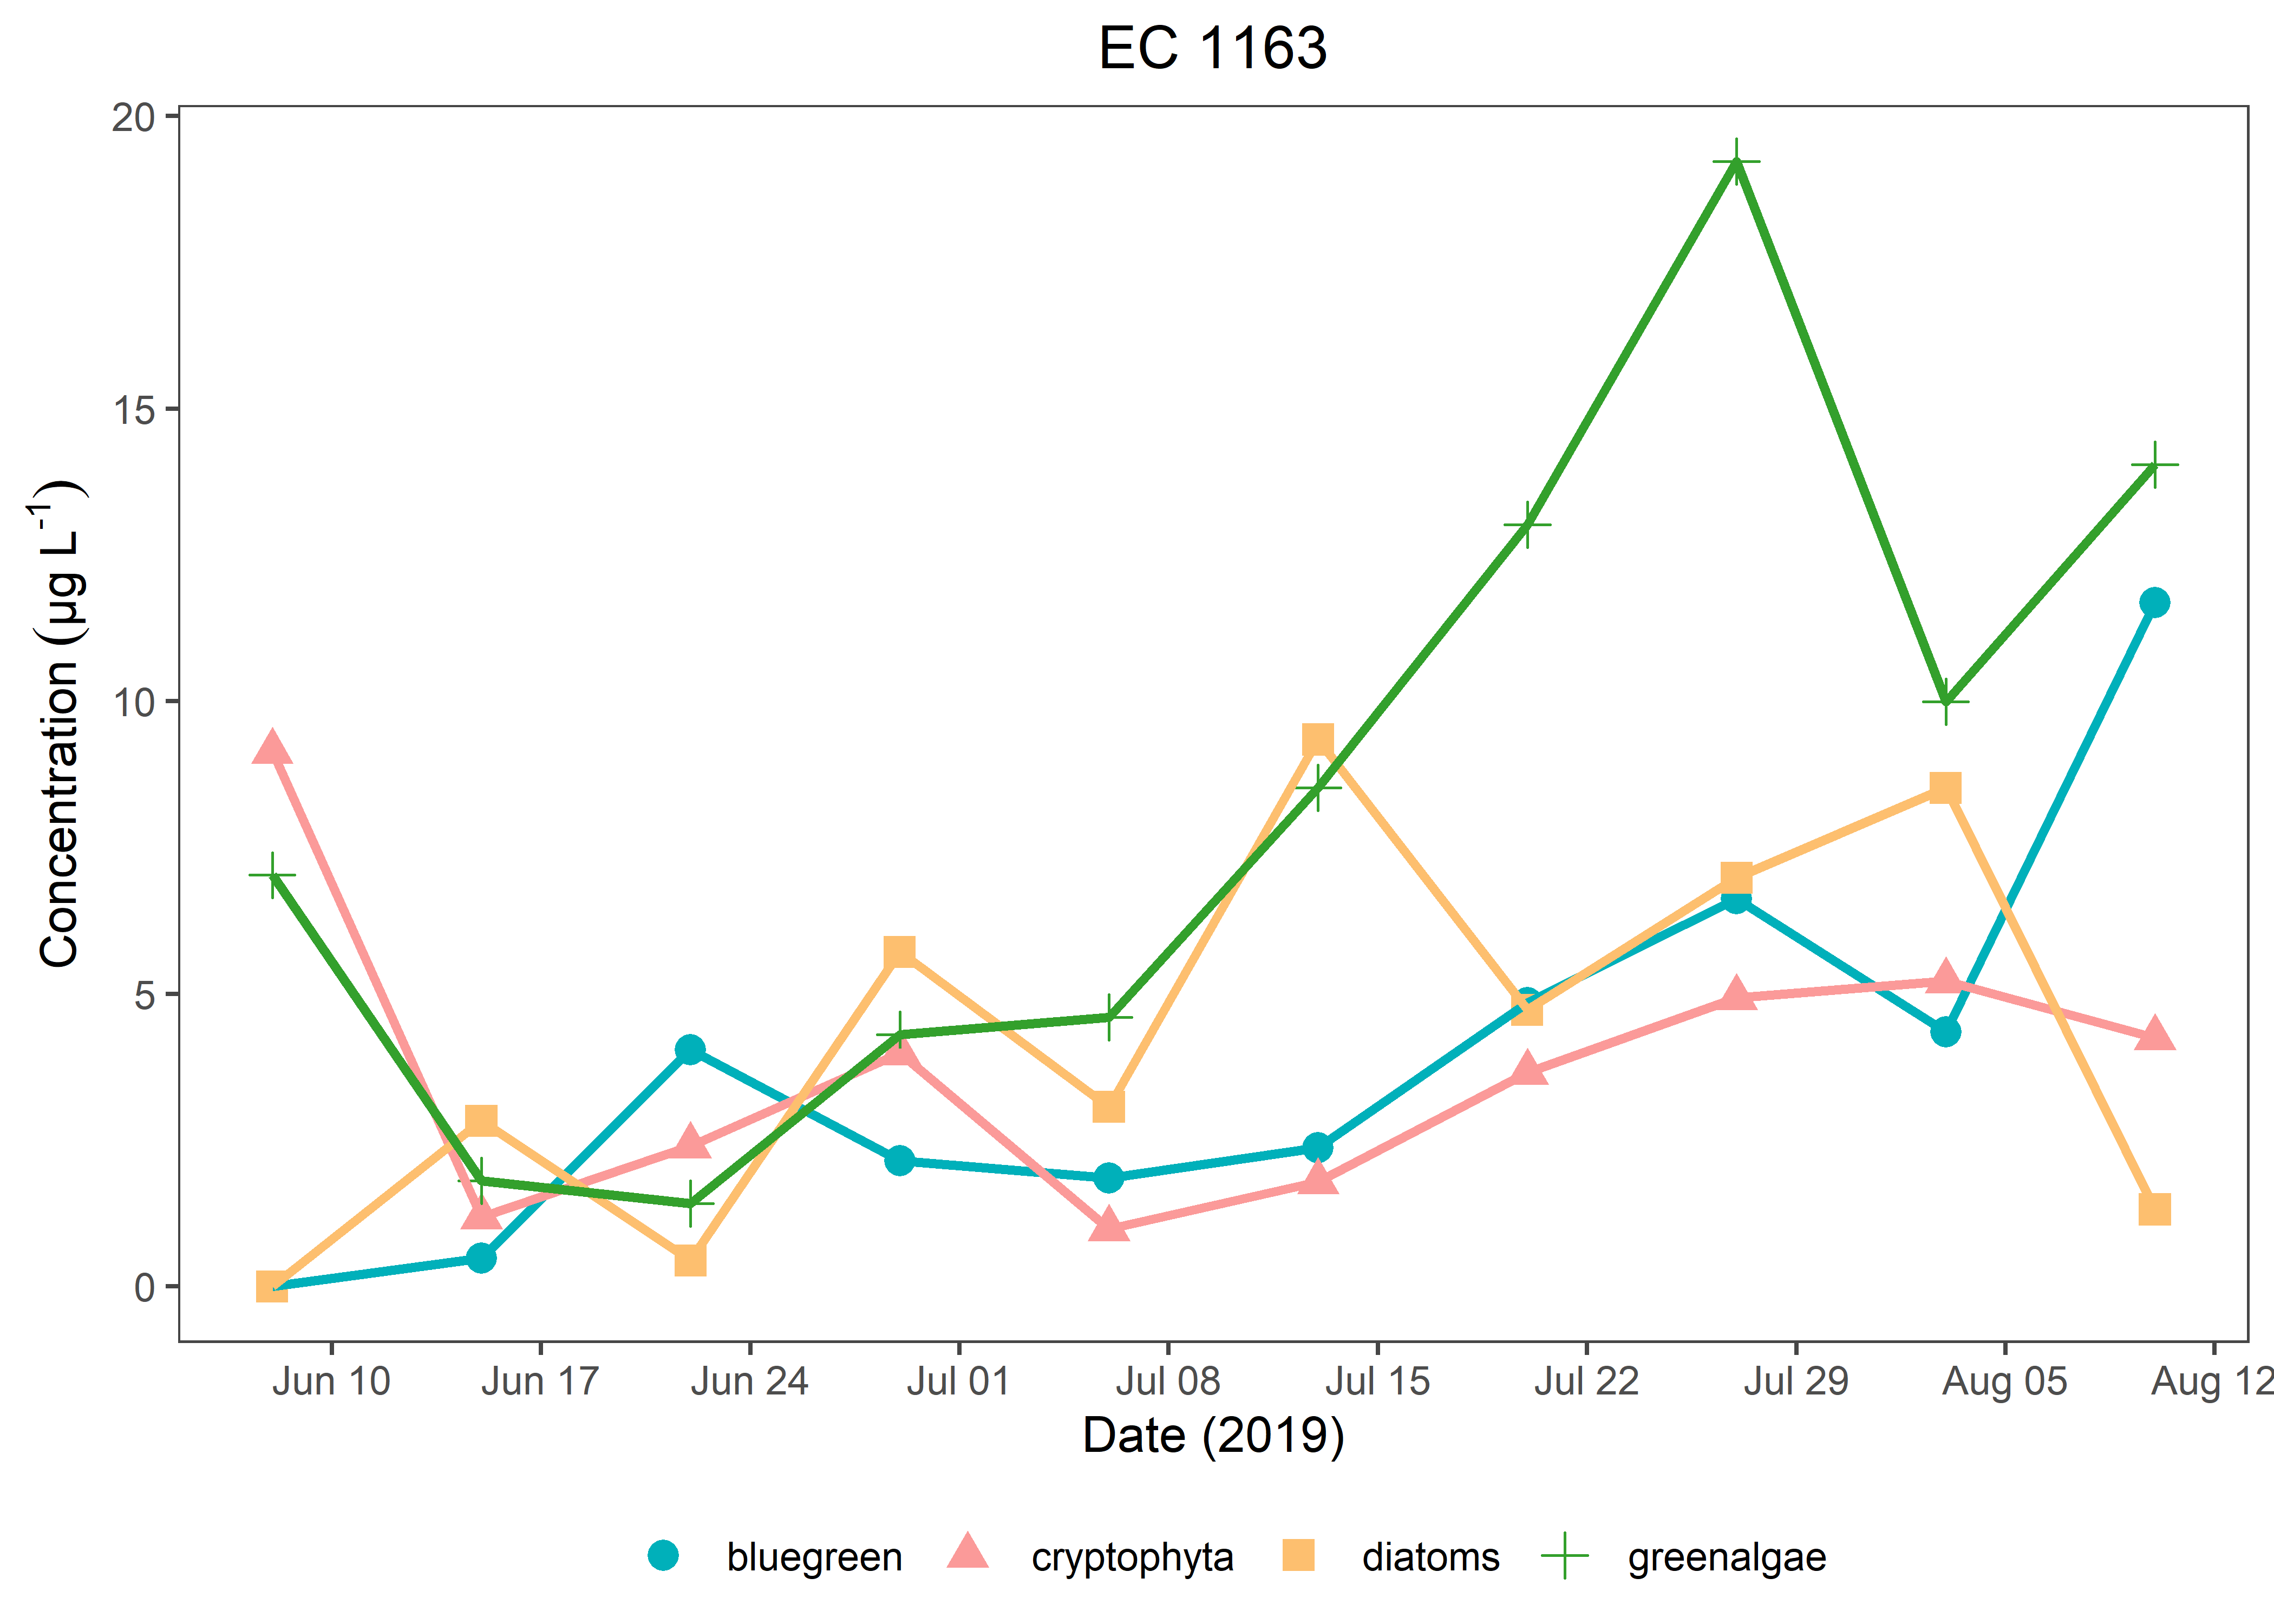 EC 1163
20
15
10
5
0
Concentration (µg L⁻¹)
Jun 10 Jun 17 Jun 24 Jul 01 Jul 08 Jul 15 Jul 22 Jul 29 Aug 05 Aug 12
Date (2019)
bluegreen cryptophyta diatoms greenalgae